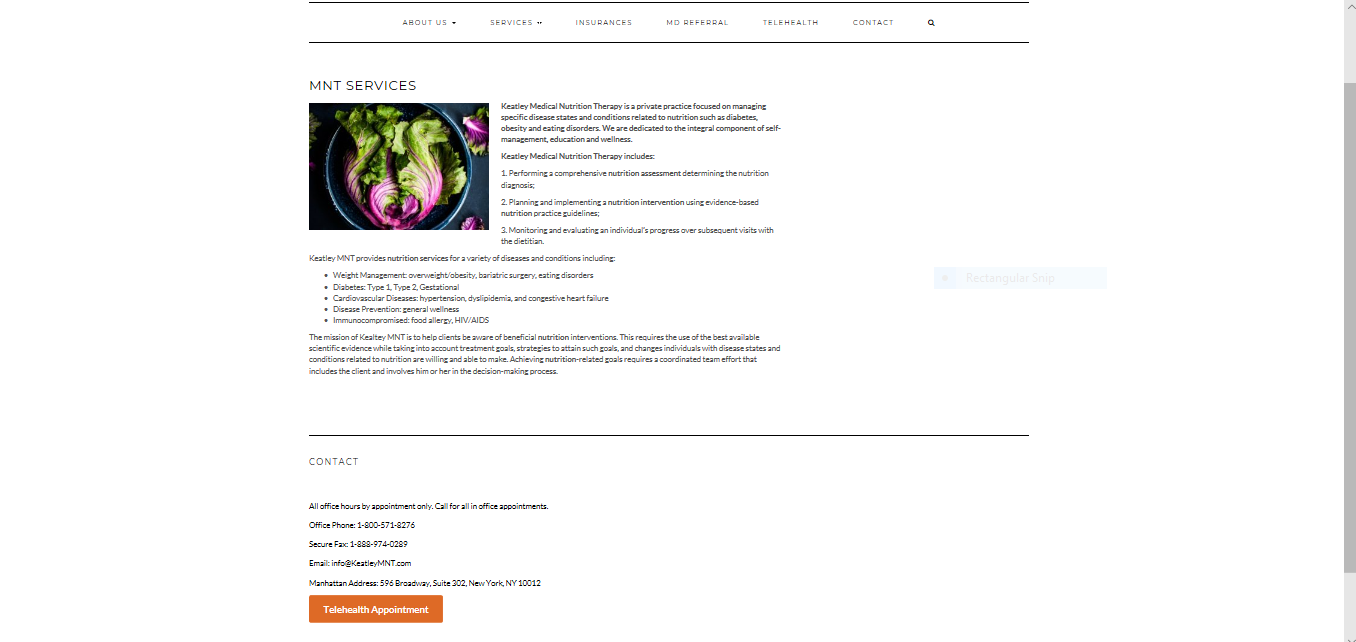 ABOUT US
SERVICES
INSURANCES
MD REFERRAL
TELEHEALTH
CONTACT
MNT SERVICES
Keatley Medical Nutrition Therapy is a private practice focused on managing
specific disease states and conditions related to nutrition such as diabetes,
obesity and eating disorders. We are dedicated to the integral component of self-
management, education and wellness.
Keatley Medical Nutrition Therapy includes:
1. Performing a comprehensive nutrition assessment determining the nutrition
diagnosis;
2. Planning and implementing a nutrition intervention using evidence-based
nutrition practice guidelines;
3. Monitoring and evaluating an individual's progress over subsequent visits with
the dietitian.
Keatley MNT provides nutrition services for a variety of diseases and conditions including:
• Weight Management: overweight/obesity, bariatric surgery, eating disorders
• Diabetes: Type 1, Type 2, Gestational
• Cardiovascular Diseases: hypertension, dyslipidemia, and congestive heart failure
• Disease Prevention: general wellness
• Immunocompromised: food allergy, HIV/AIDS
Rectangular Snip
The mission of Kealtey MNT is to help clients be aware of beneficial nutrition interventions. This requires the use of the best available
scientific evidence while taking into account treatment goals, strategies to attain such goals, and changes individuals with disease states and
conditions related to nutrition are willing and able to make. Achieving nutrition-related goals requires a coordinated team effort that
includes the client and involves him or her in the decision-making process.
CONTACT
All office hours by appointment only. Call for all in office appointments.
Office Phone: 1-800-571-8276
Secure Fax: 1-888-974-0289
Email: info@KeatleyMNT.com
Manhattan Address: 596 Broadway, Suite 302, New York, NY 10012
Telehealth Appointment